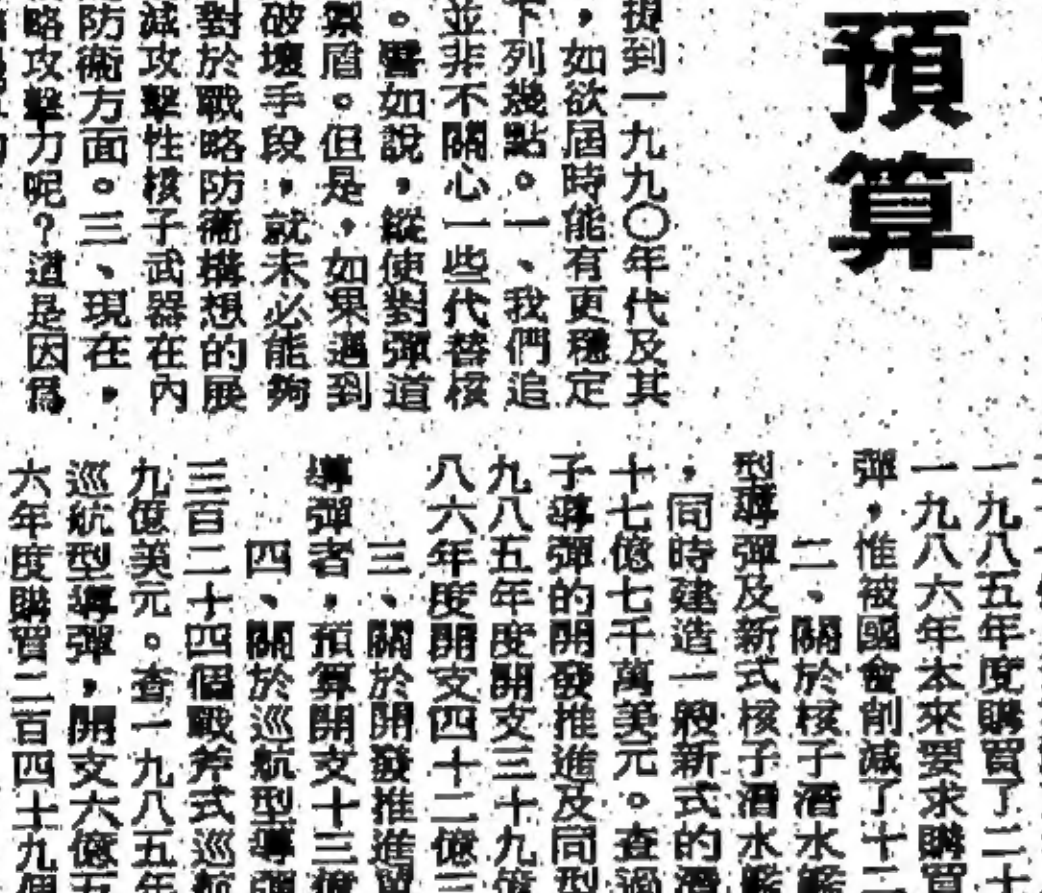 預算
提到一九九〇年代及其
，如欲屆時能有更穩定
下列幾點。一、我們追
並非不關心一些代替核
。譬如說，縱使對彈道
禦盾。但是，如果遇到
破壞手段，就未必能夠
對於戰略防衞構想的展
減攻擊性核子武器在內
防衞方面。三、現在，
略攻擊力呢？這是因爲
一九八五年度購買了二十
一九八六年本來要求購買
彈，惟被國會削減了十二
二、關於核子潛水艦
型導彈及新式核子潛水艦
，同時建造一艘新式的潛
十七億七千萬美元。查過
子導彈的開發推進及同型
九八五年度開支三十九億
八六年度開支四十二億三
三、關於開發推進
導彈者，預算開支十三億
四、關於巡航型導彈
三百二十四個戰斧式巡航
九億美元。查一九八五年
巡航型導彈，開支六億五
六年度購買二百四十九個